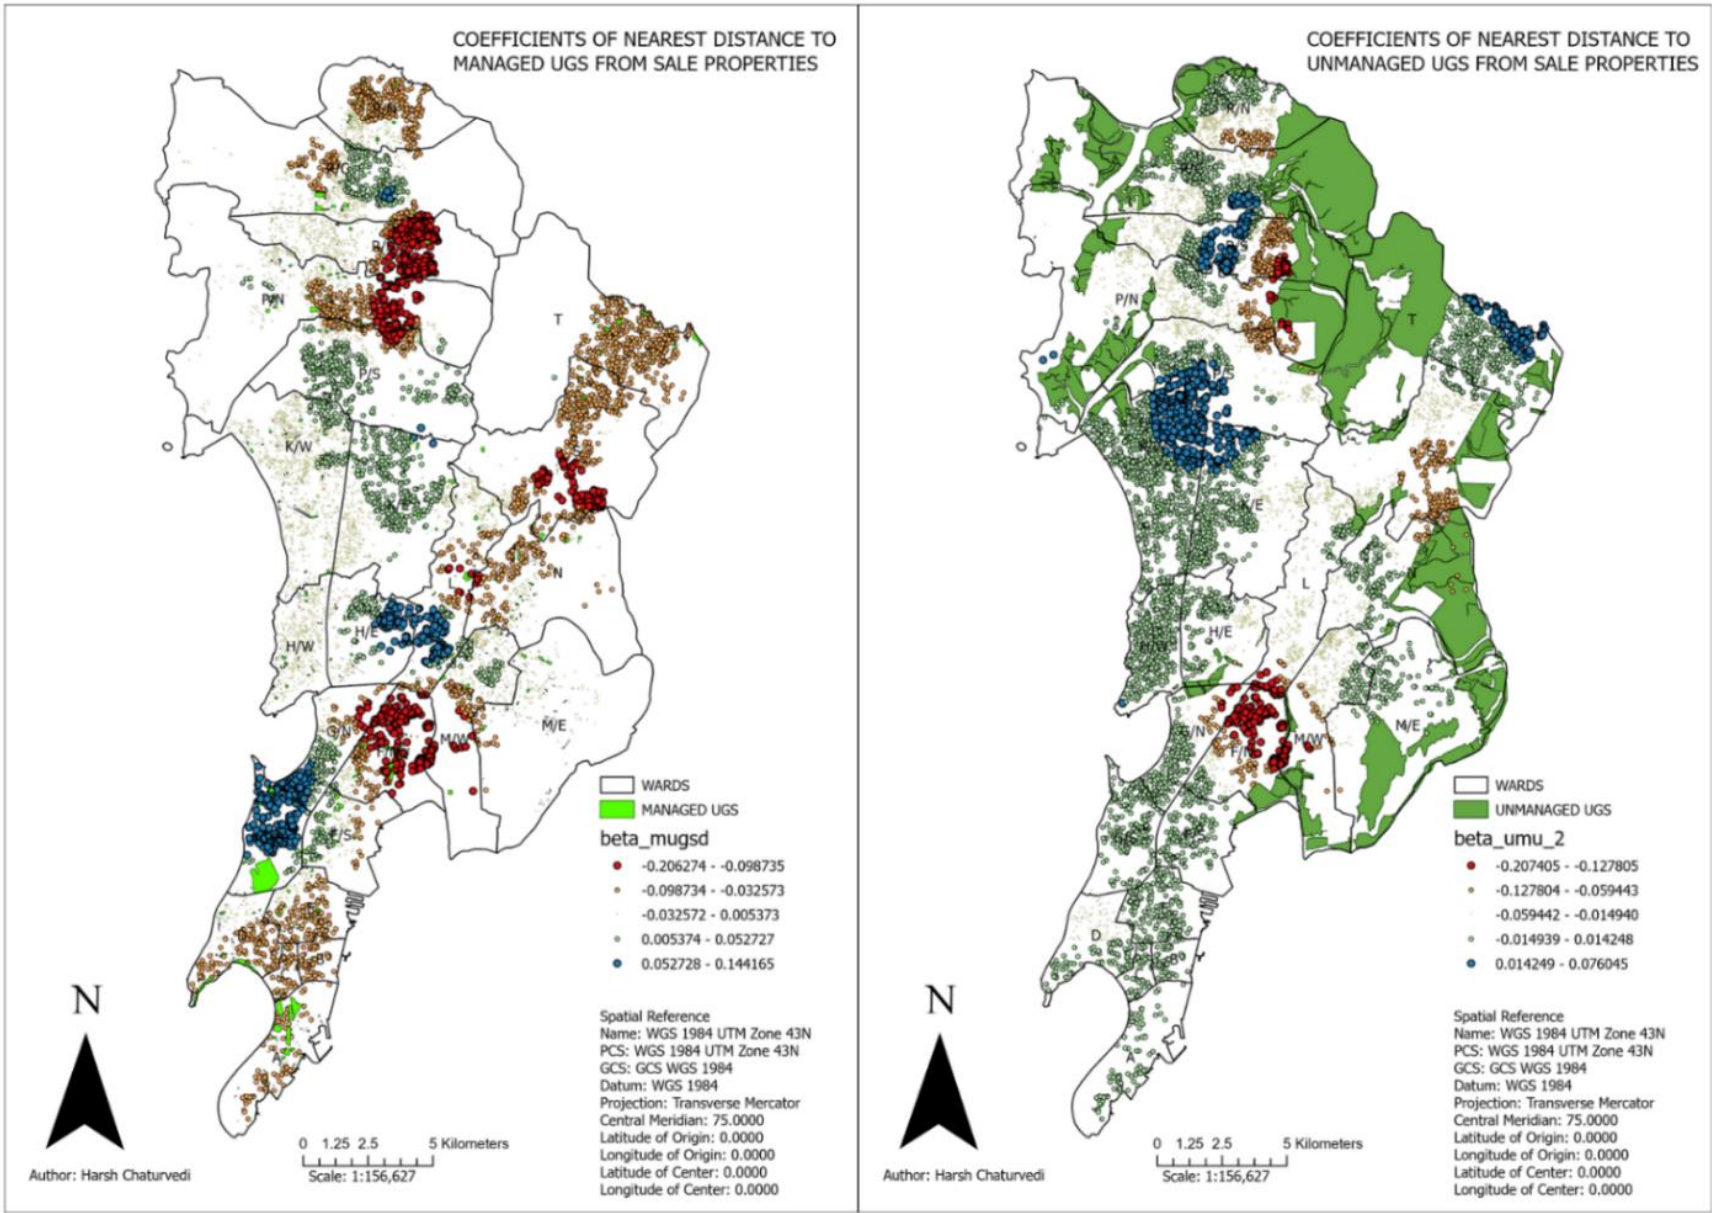 COEFFICIENTS OF NEAREST DISTANCE TO
MANAGED UGS FROM SALE PROPERTIES
R/N
P/N
T
P/S
K/W
K/E
L
N
H/E
H/W
G/N
F/N
M/W
M/E
F/S
D
B
A
WARDS
MANAGED UGS
beta_mugsd
-0.206274 - -0.098735
-0.098734 - -0.032573
-0.032572 - 0.005373
0.005374 - 0.052727
0.052728 - 0.144165
N
Spatial Reference
Name: WGS 1984 UTM Zone 43N
PCS: WGS 1984 UTM Zone 43N
GCS: GCS WGS 1984
Datum: WGS 1984
Projection: Transverse Mercator
Central Meridian: 75.0000
Latitude of Origin: 0.0000
Longitude of Origin: 0.0000
Latitude of Center: 0.0000
Longitude of Center: 0.0000
0 1.25 2.5 5 Kilometers
Author: Harsh Chaturvedi
Scale: 1:156,627
COEFFICIENTS OF NEAREST DISTANCE TO
UNMANAGED UGS FROM SALE PROPERTIES
R/N
P/N
T
P/S
K/E
L
N
H/E
H/W
G/N
F/N
M/W
M/E
D
B
A
WARDS
UNMANAGED UGS
beta_umu_2
-0.207405 - -0.127805
-0.127804 - -0.059443
-0.059442 - -0.014940
-0.014939 - 0.014248
0.014249 - 0.076045
N
Spatial Reference
Name: WGS 1984 UTM Zone 43N
PCS: WGS 1984 UTM Zone 43N
GCS: GCS WGS 1984
Datum: WGS 1984
Projection: Transverse Mercator
Central Meridian: 75.0000
Latitude of Origin: 0.0000
Longitude of Origin: 0.0000
Latitude of Center: 0.0000
Longitude of Center: 0.0000
0 1.25 2.5 5 Kilometers
Author: Harsh Chaturvedi
Scale: 1:156,627